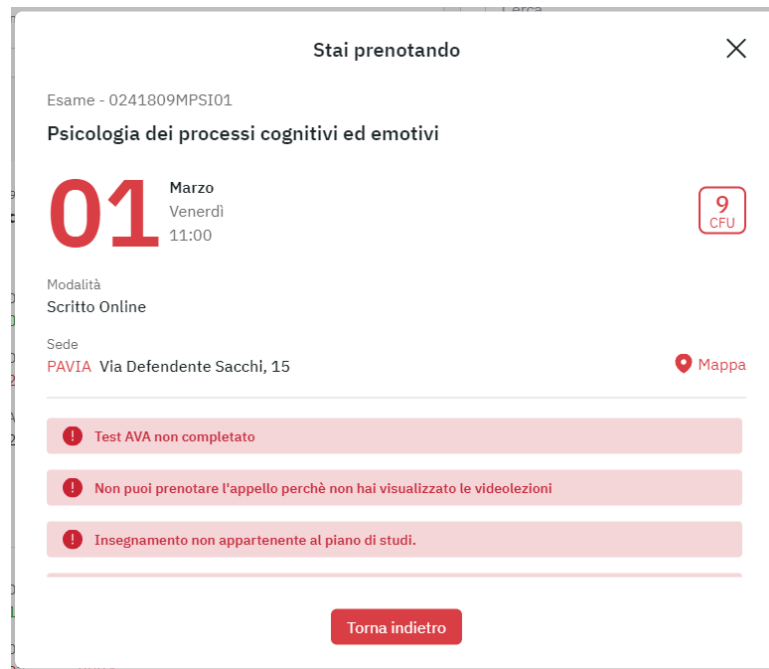 Stai prenotando
Esame - 0241809MPSI01
Psicologia dei processi cognitivi ed emotivi
01
Marzo
Venerdì
11:00
9
CFU
Modalità
Scritto Online
Sede
PAVIA Via Defendente Sacchi, 15
Mappa
Test AVA non completato
Non puoi prenotare l'appello perchè non hai visualizzato le videolezioni
Insegnamento non appartenente al piano di studi.
Torna indietro